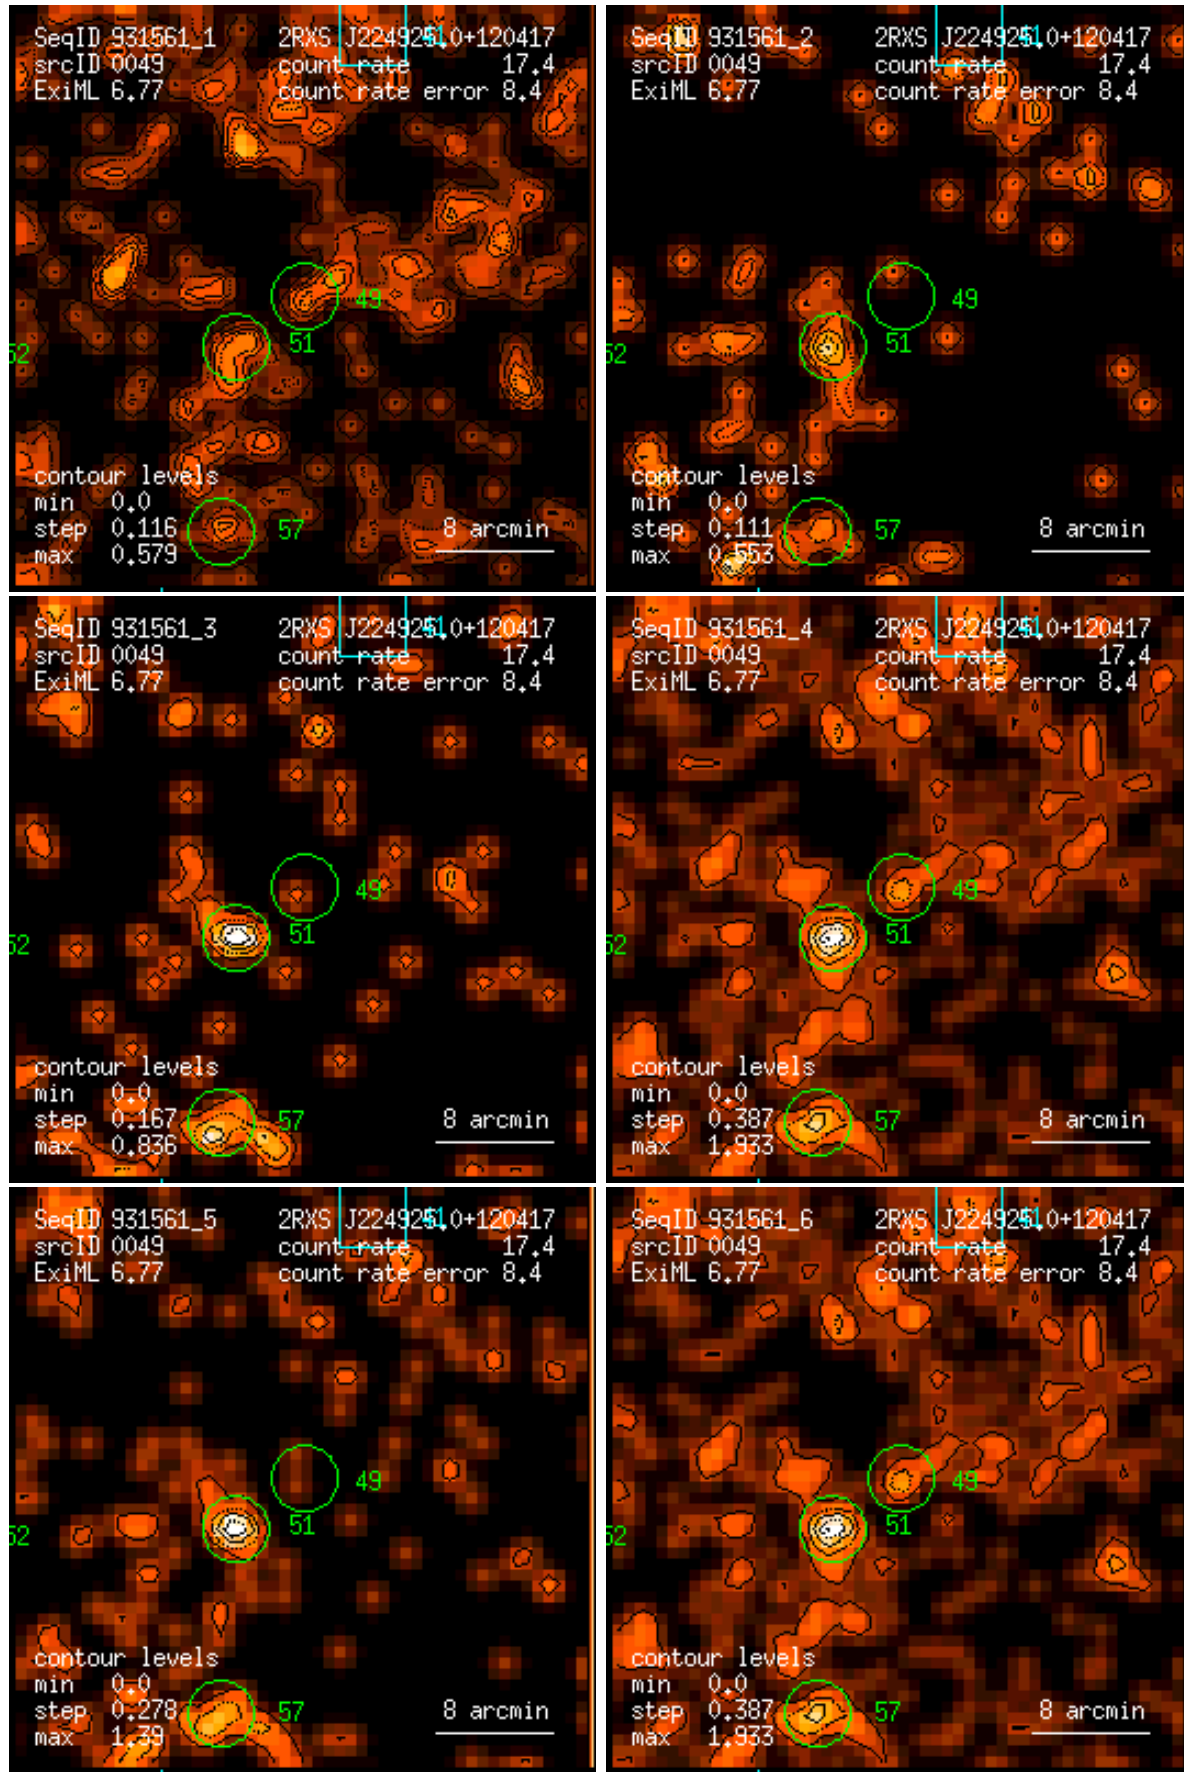 SeqID 931561_1 2RXS J224925.0+120417
srcID 0049 count rate 17.4
ExiML 6.77 count rate error 8.4
49
51
52
contour levels
min 0.0
step 0.116 57 8 arcmin
max 0.579
SeqID 931561_2 2RXS J224925.0+120417
srcID 0049 count rate 17.4
ExiML 6.77 count rate error 8.4
49
51
52
contour levels
min 0.0
step 0.111 57 8 arcmin
max 0.553
SeqID 931561_3 2RXS J224925.0+120417
srcID 0049 count rate 17.4
ExiML 6.77 count rate error 8.4
49
51
52
contour levels
min 0.0
step 0.167 57 8 arcmin
max 0.836
SeqID 931561_4 2RXS J224925.0+120417
srcID 0049 count rate 17.4
ExiML 6.77 count rate error 8.4
49
51
52
contour levels
min 0.0
step 0.387 57 8 arcmin
max 1.933
SeqID 931561_5 2RXS J224925.0+120417
srcID 0049 count rate 17.4
ExiML 6.77 count rate error 8.4
49
51
52
contour levels
min 0.0
step 0.278 57 8 arcmin
max 1.39
SeqID 931561_6 2RXS J224925.0+120417
srcID 0049 count rate 17.4
ExiML 6.77 count rate error 8.4
49
51
52
contour levels
min 0.0
step 0.387 57 8 arcmin
max 1.933